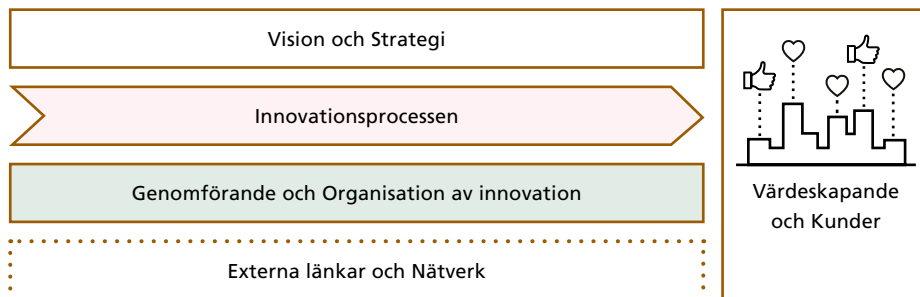 Vision och Strategi
Innovationsprocessen
Genomförande och Organisation av innovation
Externa länkar och Nätverk
Värdeskapande
och Kunder